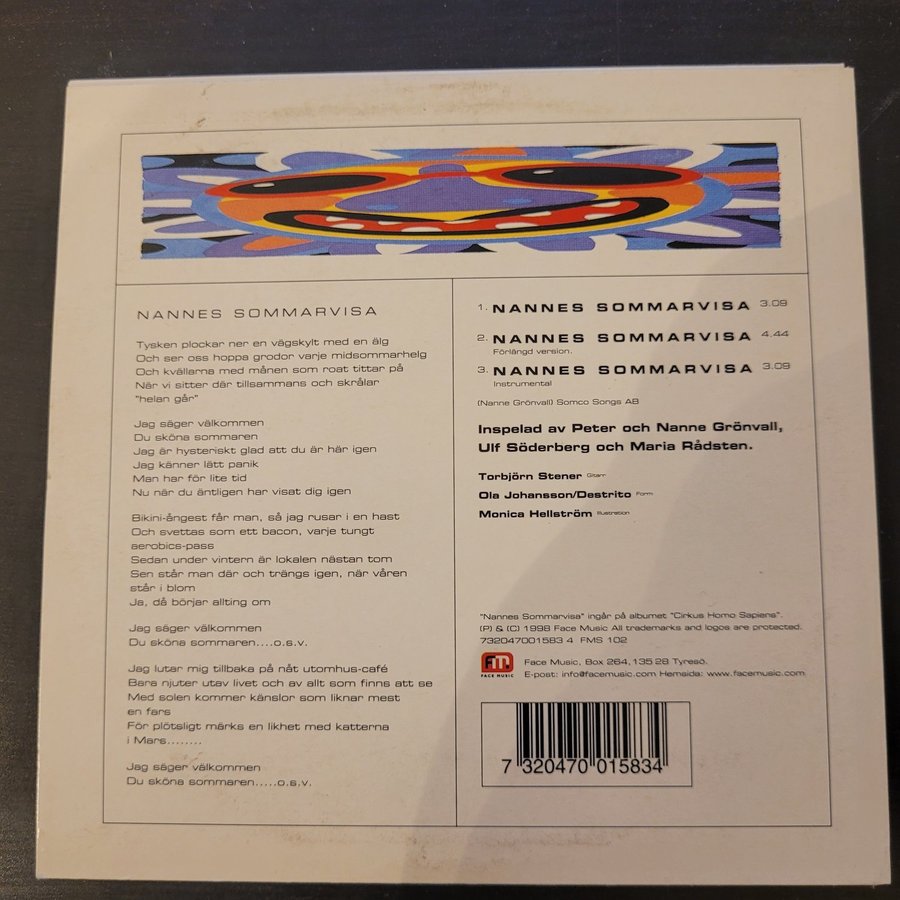 NANNES SOMMARVISA
Tysken plockar ner en vägskylt med en älg
Och ser oss hoppa grodor varje midsommarhelg
Och kvällarna med månen som roat tittar på
När vi sitter där tillsammans och skrålar
"helan går"
Jag säger välkommen
Du sköna sommaren
Jag är hysteriskt glad att du är här igen
Jag känner lätt panik
Man har för lite tid
Nu när du äntligen har visat dig igen
Bikini-ångest får man, så jag rusar i en hast
Och svettas som ett bacon, varje tungt
aerobics-pass
Sedan under vintern är lokalen nästan tom
Sen står man där och trängs igen, när våren
står i blom
Ja, då börjar allting om
Jag säger välkommen
Du sköna sommaren....o.s.v.
Jag lutar mig tillbaka på nåt utomhus-café
Bara njuter utav livet och av allt som finns att se
Med solen kommer känslor som liknar mest
en fars
För plötsligt märks en likhet med katterna
i Mars........
Jag säger välkommen
Du sköna sommaren.....o.s.v.
1. NANNES SOMMARVISA 3.09
2. NANNES SOMMARVISA 4.44
Förlängd version.
3. NANNES SOMMARVISA 3.09
Instrumental
(Nanne Grönvall) Somco Songs AB
Inspelad av Peter och Nanne Grönvall,
Ulf Söderberg och Maria Rådsten.
Torbjörn Stener Gitarr
Ola Johansson/Destrito Form
Monica Hellström Illustration
"Nannes Sommarvisa" ingår på albumet "Cirkus Homo Sapiens".
(P) & (C) 1998 Face Music All trademarks and logos are protected.
7320470015834 FMS 102
FM.
FACE MUSIC
Face Music, Box 264, 135 28 Tyresö.
E-post: info@facemusic.com Hemsida: www.facemusic.com
7 320470 015834